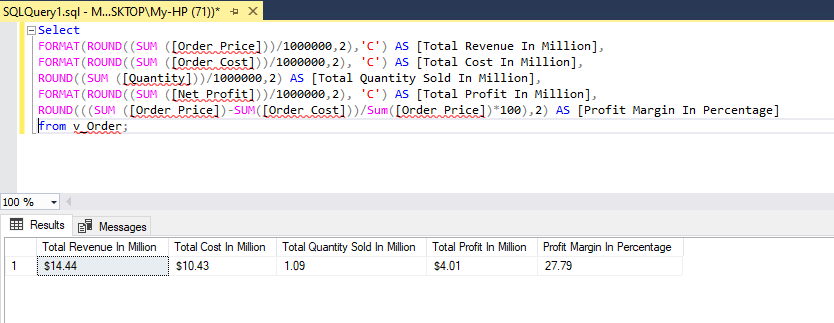 SQLQuery1.sql - M...SKTOP\My-HP (71))*
Select
FORMAT(ROUND((SUM ([Order Price]))/1000000,2),'C') AS [Total Revenue In Million],
FORMAT(ROUND((SUM ([Order Cost]))/1000000,2), 'C') AS [Total Cost In Million],
ROUND((SUM ([Quantity]))/1000000,2) AS [Total Quantity Sold In Million],
FORMAT(ROUND((SUM ([Net Profit]))/1000000,2), 'C') AS [Total Profit In Million],
ROUND(((SUM ([Order Price])-SUM([Order Cost]))/Sum([Order Price])*100),2) AS [Profit Margin In Percentage]
from v_Order;
100 %
Results Messages
Total Revenue In Million Total Cost In Million Total Quantity Sold In Million Total Profit In Million Profit Margin In Percentage
1 $14.44 $10.43 1.09 $4.01 27.79